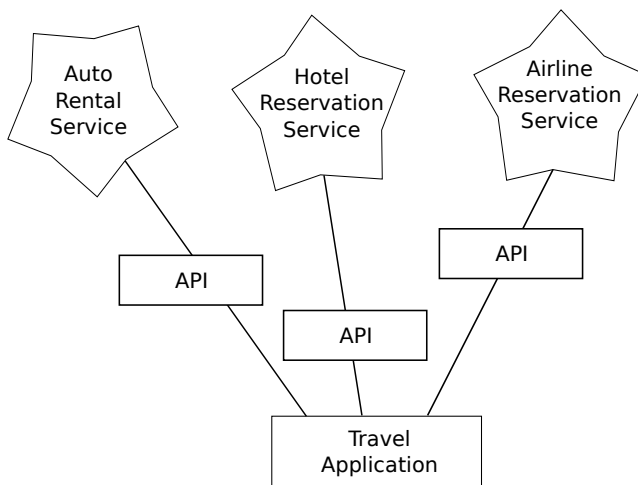 Auto
Rental
Service
Hotel
Reservation
Service
Airline
Reservation
Service
API
API
API
Travel
Application